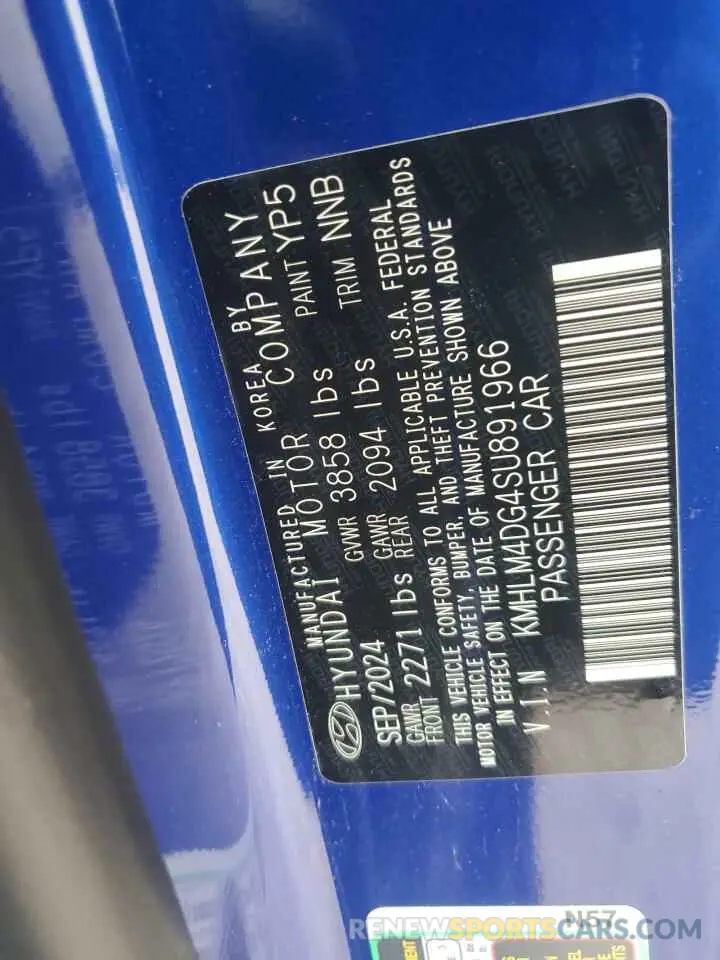 MANUFACTURED IN KOREA BY
HYUNDAI MOTOR COMPANY
SEP/2024 GVWR 3858 lbs PAINT YP5
GAWR FRONT 2271 lbs GAWR REAR 2094 lbs TRIM NNB
THIS VEHICLE CONFORMS TO ALL APPLICABLE U.S.A. FEDERAL
MOTOR VEHICLE SAFETY, BUMPER, AND THEFT PREVENTION STANDARDS
IN EFFECT ON THE DATE OF MANUFACTURE SHOWN ABOVE
V.I.N KMHLM4DG4SU891966
PASSENGER CAR
N57
RENEWSPORTSCARS.COM